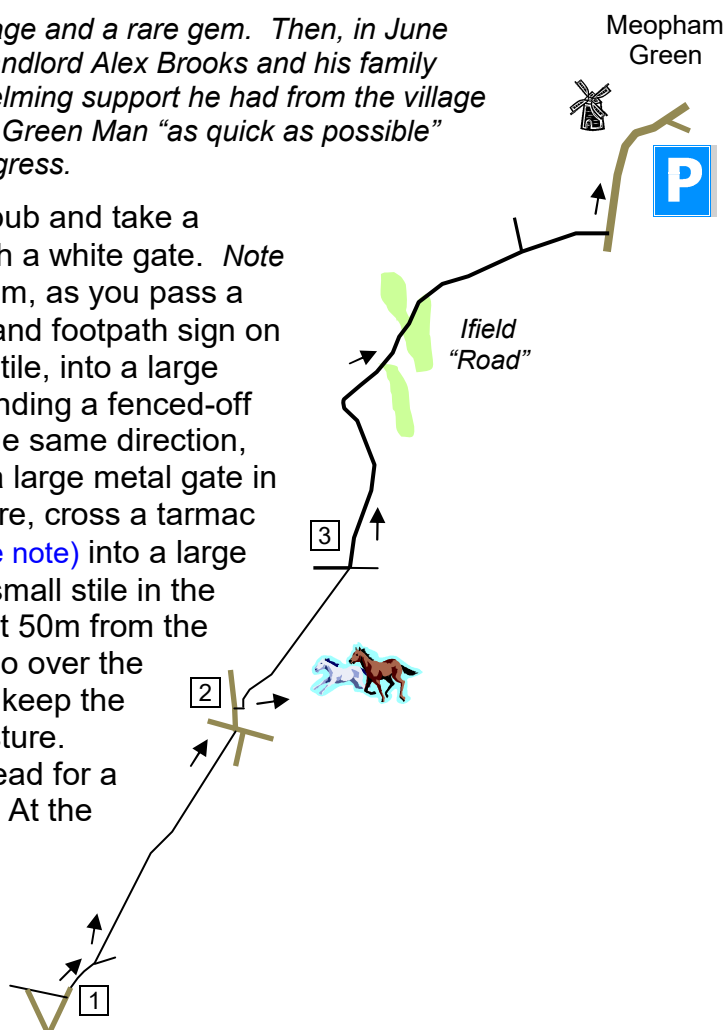 age and a rare gem. Then, in June
ndlord Alex Brooks and his family
elming support he had from the village
Green Man “as quick as possible”
gress.
oub and take a
h a white gate. Note
m, as you pass a
and footpath sign on
tile, into a large
nding a fenced-off
e same direction,
a large metal gate in
re, cross a tarmac
e note) into a large
small stile in the
t 50m from the
o over the
keep the
sture.
ead for a
At the
Meopham
Green
P
Ifield
“Road”
3
2
1